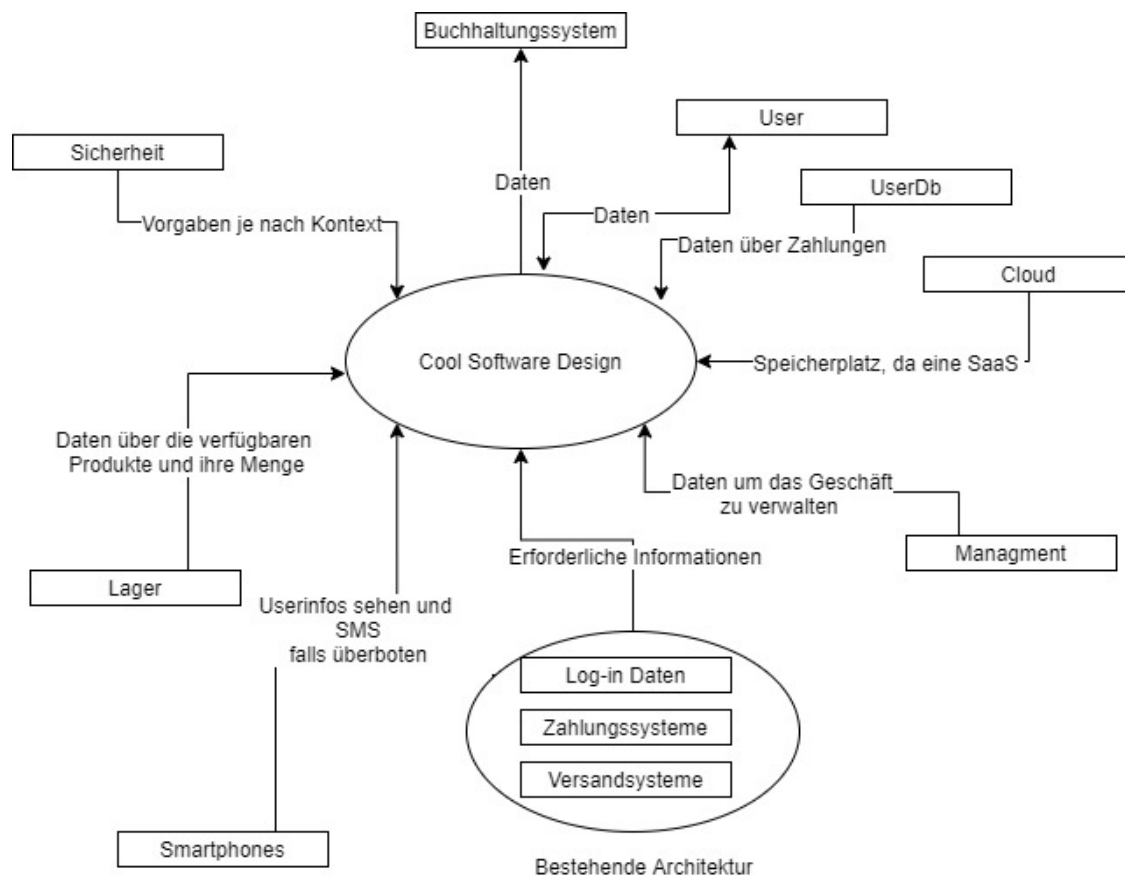 Buchhaltungssystem
User
Sicherheit
Daten
UserDb
Vorgaben je nach Kontext
Daten
Daten über Zahlungen
Cloud
Cool Software Design
Speicherplatz, da eine SaaS
Daten über die verfügbaren
Produkte und ihre Menge
Daten um das Geschäft
zu verwalten
Erforderliche Informationen
Managment
Lager
Userinfos sehen und
SMS
falls überboten
Log-in Daten
Zahlungssysteme
Versandsysteme
Smartphones
Bestehende Architektur